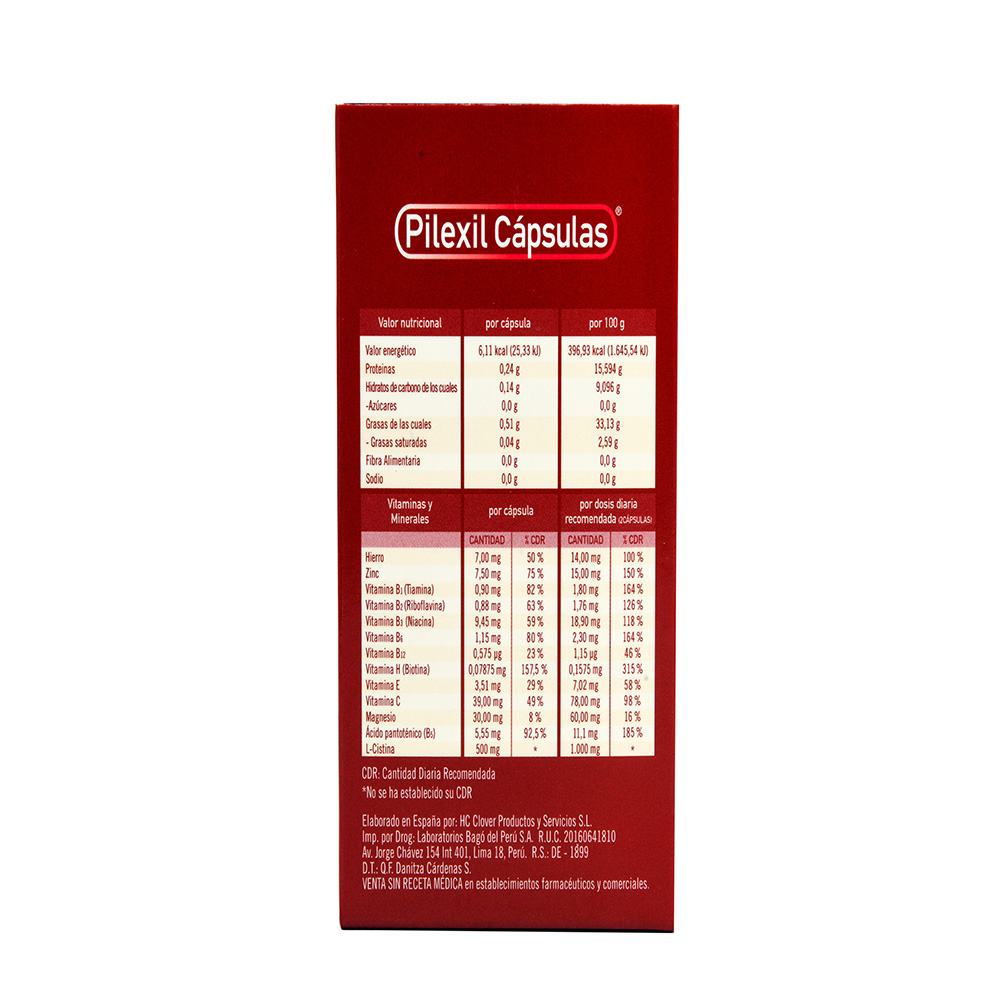 Pilexil Cápsulas®
Valor nutricional por cápsula por 100 g
Valor energético 6,11 kcal (25,33 kJ) 396,93 kcal (1.645,54 kJ)
Proteinas 0,24 g 15,594 g
Hidratos de carbono de los cuales 0,14 g 9,096 g
-Azúcares 0,0 g 0,0 g
Grasas de las cuales 0,51 g 33,13 g
- Grasas saturadas 0,04 g 2,59 g
Fibra Alimentaria 0,0 g 0,0 g
Sodio 0,0 g 0,0 g
Vitaminas y Minerales por cápsula por dosis diaria recomendada (2CÁPSULAS)
CANTIDAD % CDR CANTIDAD % CDR
Hierro 7,00 mg 50 % 14,00 mg 100 %
Zinc 7,50 mg 75 % 15,00 mg 150 %
Vitamina B1 (Tiamina) 0,90 mg 82 % 1,80 mg 164 %
Vitamina B2 (Riboflavina) 0,88 mg 63 % 1,76 mg 126 %
Vitamina B3 (Niacina) 9,45 mg 59 % 18,90 mg 118 %
Vitamina B6 1,15 mg 80 % 2,30 mg 164 %
Vitamina B12 0,575 µg 23 % 1,15 µg 46 %
Vitamina H (Biotina) 0,07875 mg 157,5 % 0,1575 mg 315 %
Vitamina E 3,51 mg 29 % 7,02 mg 58 %
Vitamina C 39,00 mg 49 % 78,00 mg 98 %
Magnesio 30,00 mg 8 % 60,00 mg 16 %
Ácido pantoténico (B5) 5,55 mg 92,5 % 11,1 mg 185 %
L-Cistina 500 mg * 1.000 mg *
CDR: Cantidad Diaria Recomendada
*No se ha establecido su CDR
Elaborado en España por: HC Clover Productos y Servicios S.L.
Imp. por Drog: Laboratorios Bagó del Perú S.A. R.U.C. 20160641810
Av. Jorge Chávez 154 Int 401, Lima 18, Perú. R.S.: DE - 1899
D.T.: Q.F. Danitza Cárdenas S.
VENTA SIN RECETA MÉDICA en establecimientos farmacéuticos y comerciales.